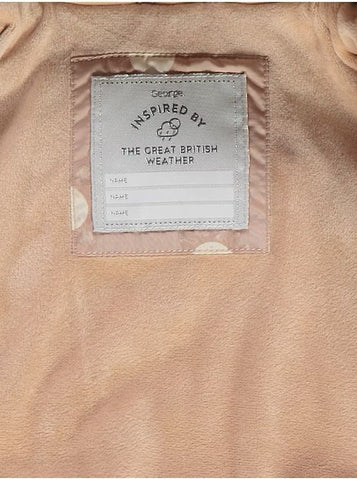 George
INSPIRED BY
THE GREAT BRITISH
WEATHER
NAME
NAME
NAME